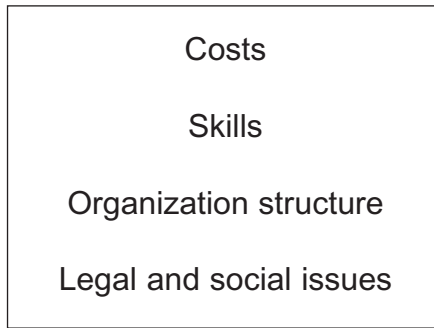 Costs
Skills
Organization structure
Legal and social issues